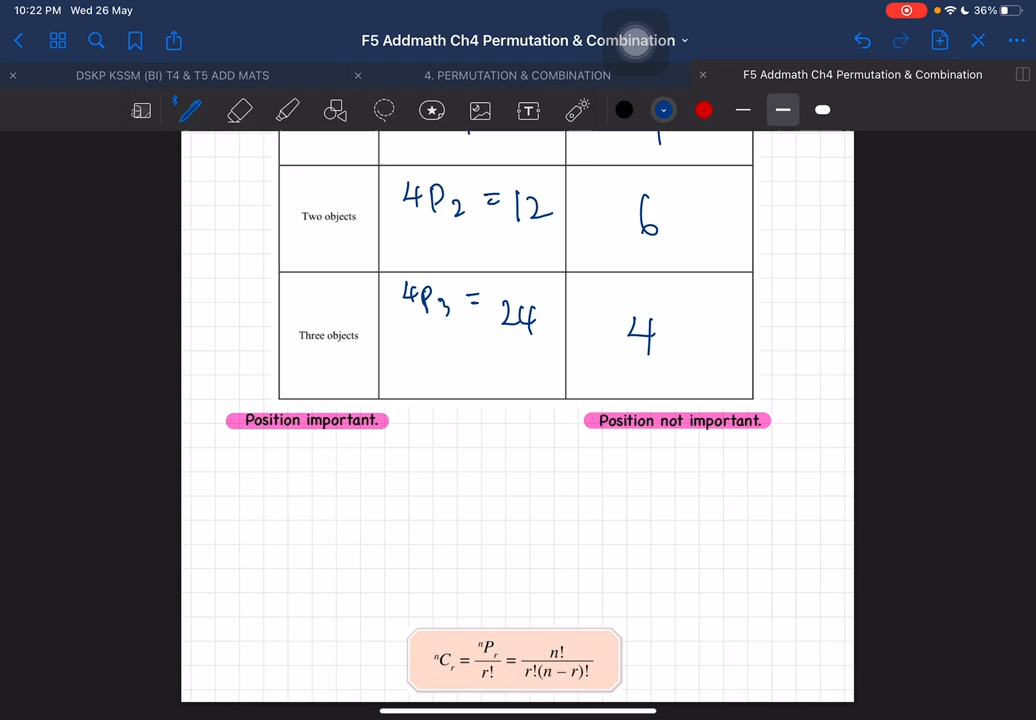 10:22 PM Wed 26 May 36%
F5 Addmath Ch4 Permutation & Combination
DSKP KSSM (BI) T4 & T5 ADD MATS
4. PERMUTATION & COMBINATION
F5 Addmath Ch4 Permutation & Combination
Two objects 4P2 = 12 6
Three objects 4P3 = 24 4
Position important. Position not important.
ⁿCᵣ = ⁿPᵣ / r! = n! / r!(n − r)!